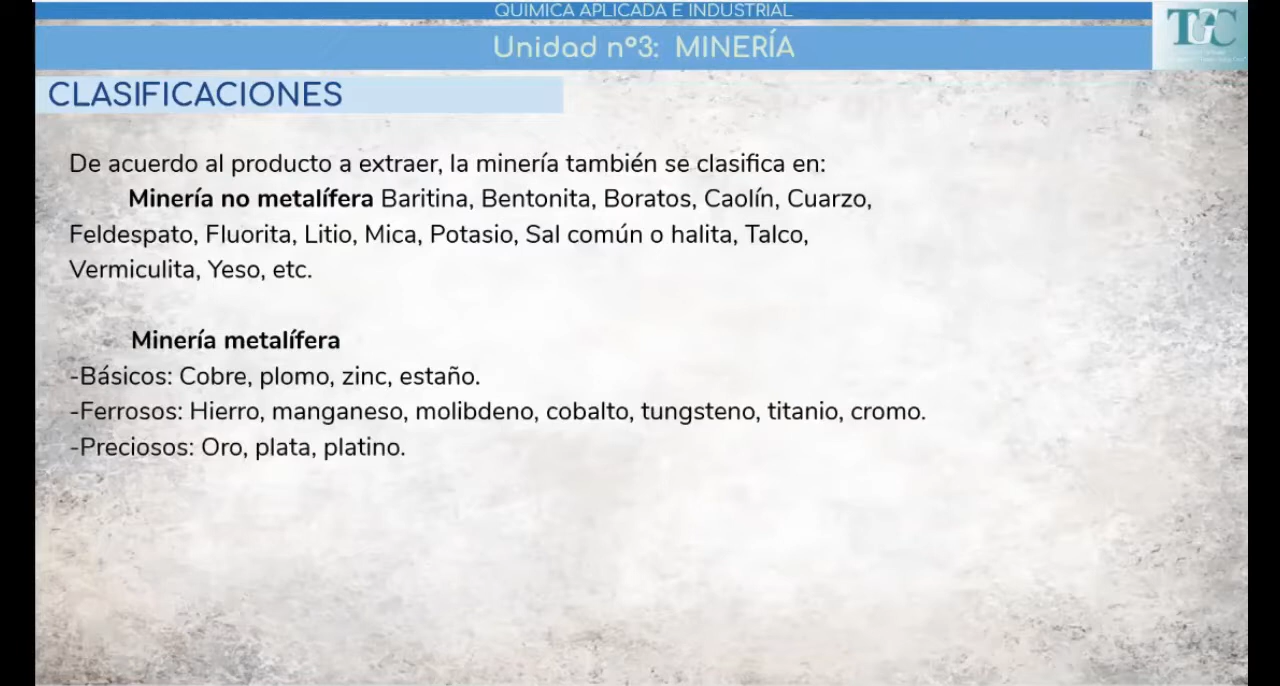 QUIMICA APLICADA E INDUSTRIAL
Unidad nº3: MINERÍA
TGC
CLASIFICACIONES
De acuerdo al producto a extraer, la minería también se clasifica en:
Minería no metalífera Baritina, Bentonita, Boratos, Caolín, Cuarzo,
Feldespato, Fluorita, Litio, Mica, Potasio, Sal común o halita, Talco,
Vermiculita, Yeso, etc.
Minería metalífera
-Básicos: Cobre, plomo, zinc, estaño.
-Ferrosos: Hierro, manganeso, molibdeno, cobalto, tungsteno, titanio, cromo.
-Preciosos: Oro, plata, platino.